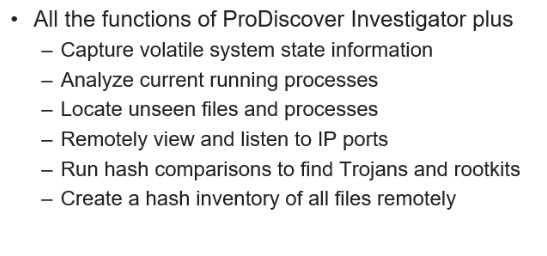 • All the functions of ProDiscover Investigator plus
– Capture volatile system state information
– Analyze current running processes
– Locate unseen files and processes
– Remotely view and listen to IP ports
– Run hash comparisons to find Trojans and rootkits
– Create a hash inventory of all files remotely